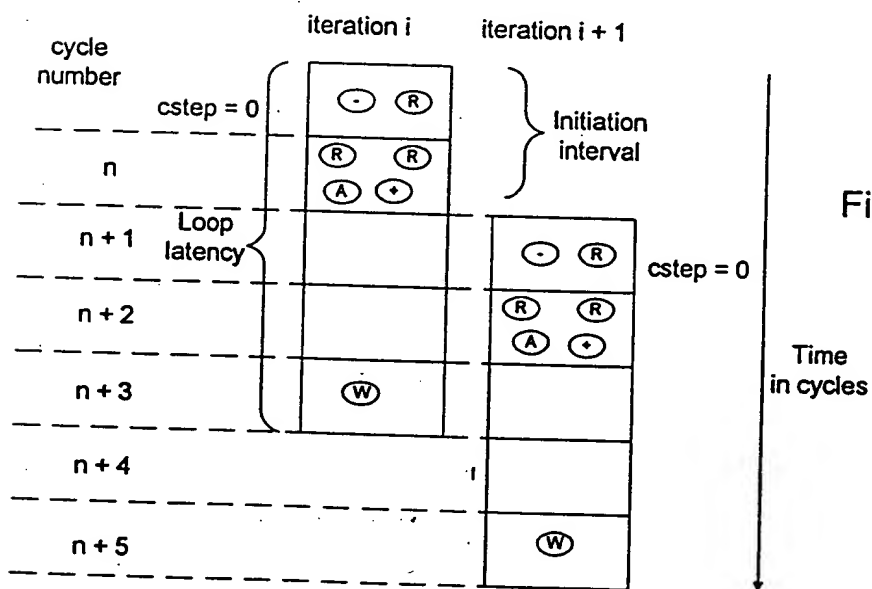 iteration i
iteration i + 1
cycle
number
cstep = 0
- R
Initiation
interval
n
R R
A +
Fi
n + 1
Loop
latency
- R
cstep = 0
n + 2
R R
A +
Time
in cycles
n + 3
W
n + 4
n + 5
W